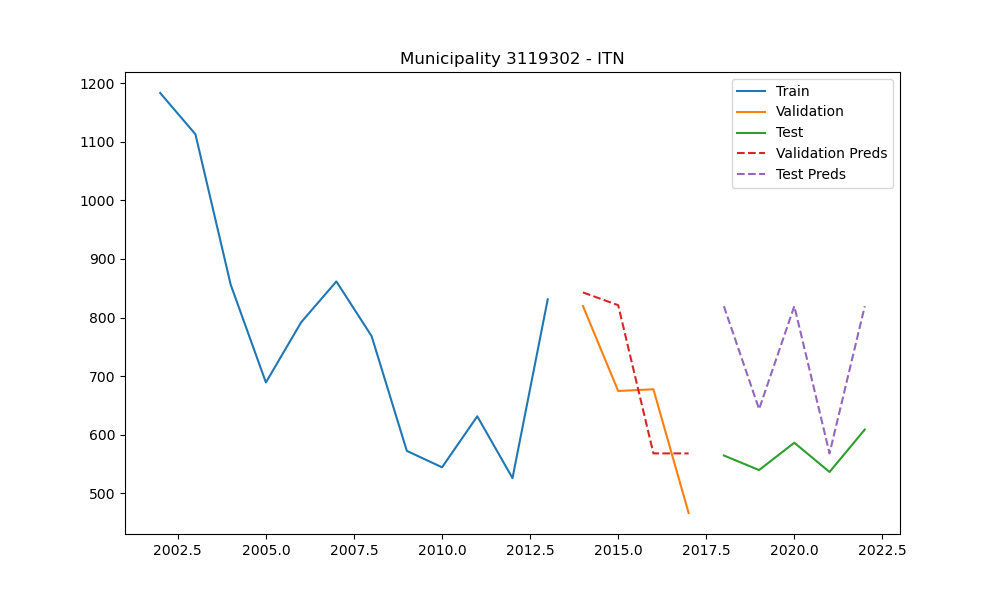 Municipality 3119302 - ITN
1200
1100
1000
900
800
700
600
500
Train
Validation
Test
Validation Preds
Test Preds
2002.5 2005.0 2007.5 2010.0 2012.5 2015.0 2017.5 2020.0 2022.5